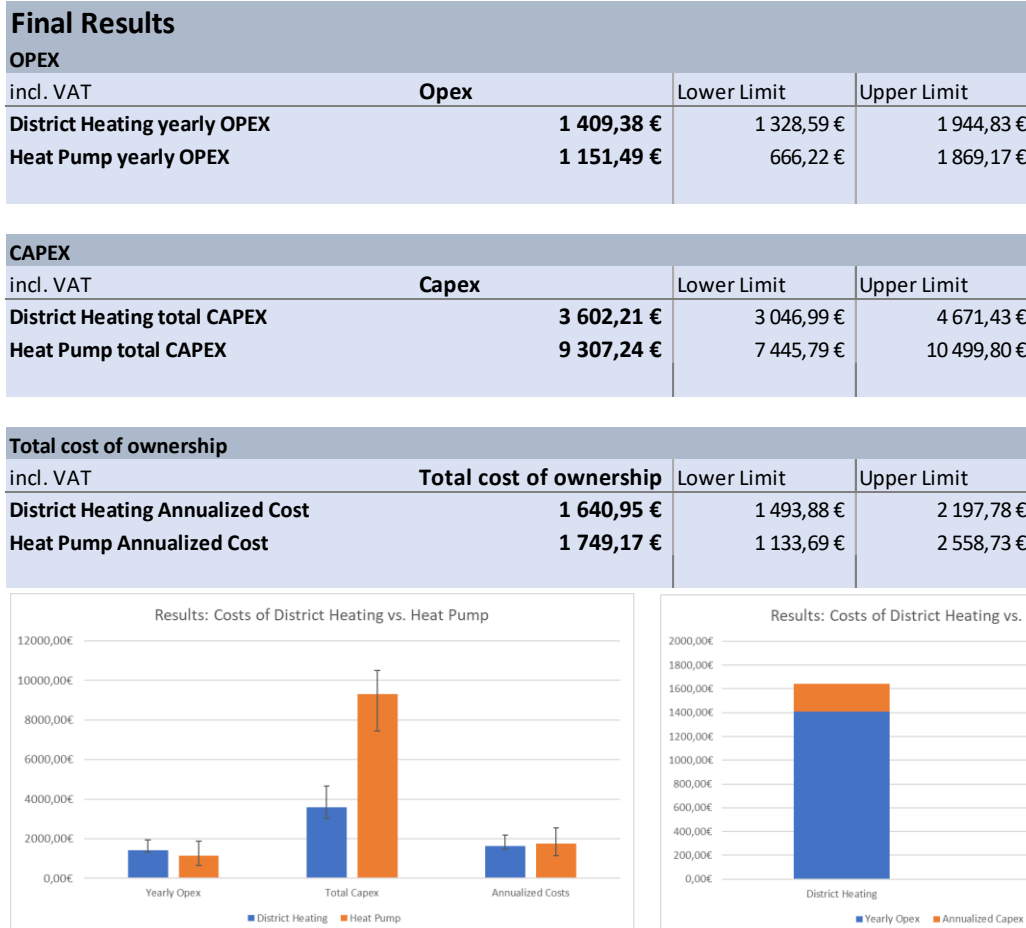 Final Results
OPEX
incl. VAT Opex Lower Limit Upper Limit
District Heating yearly OPEX 1 409,38 € 1 328,59 € 1 944,83 €
Heat Pump yearly OPEX 1 151,49 € 666,22 € 1 869,17 €
CAPEX
incl. VAT Capex Lower Limit Upper Limit
District Heating total CAPEX 3 602,21 € 3 046,99 € 4 671,43 €
Heat Pump total CAPEX 9 307,24 € 7 445,79 € 10 499,80 €
Total cost of ownership
incl. VAT Total cost of ownership Lower Limit Upper Limit
District Heating Annualized Cost 1 640,95 € 1 493,88 € 2 197,78 €
Heat Pump Annualized Cost 1 749,17 € 1 133,69 € 2 558,73 €
Results: Costs of District Heating vs. Heat Pump
12000,00€
10000,00€
8000,00€
6000,00€
4000,00€
2000,00€
0,00€
Yearly Opex Total Capex Annualized Costs
District Heating Heat Pump
Results: Costs of District Heating vs.
2000,00€
1800,00€
1600,00€
1400,00€
1200,00€
1000,00€
800,00€
600,00€
400,00€
200,00€
0,00€
District Heating
Yearly Opex Annualized Capex